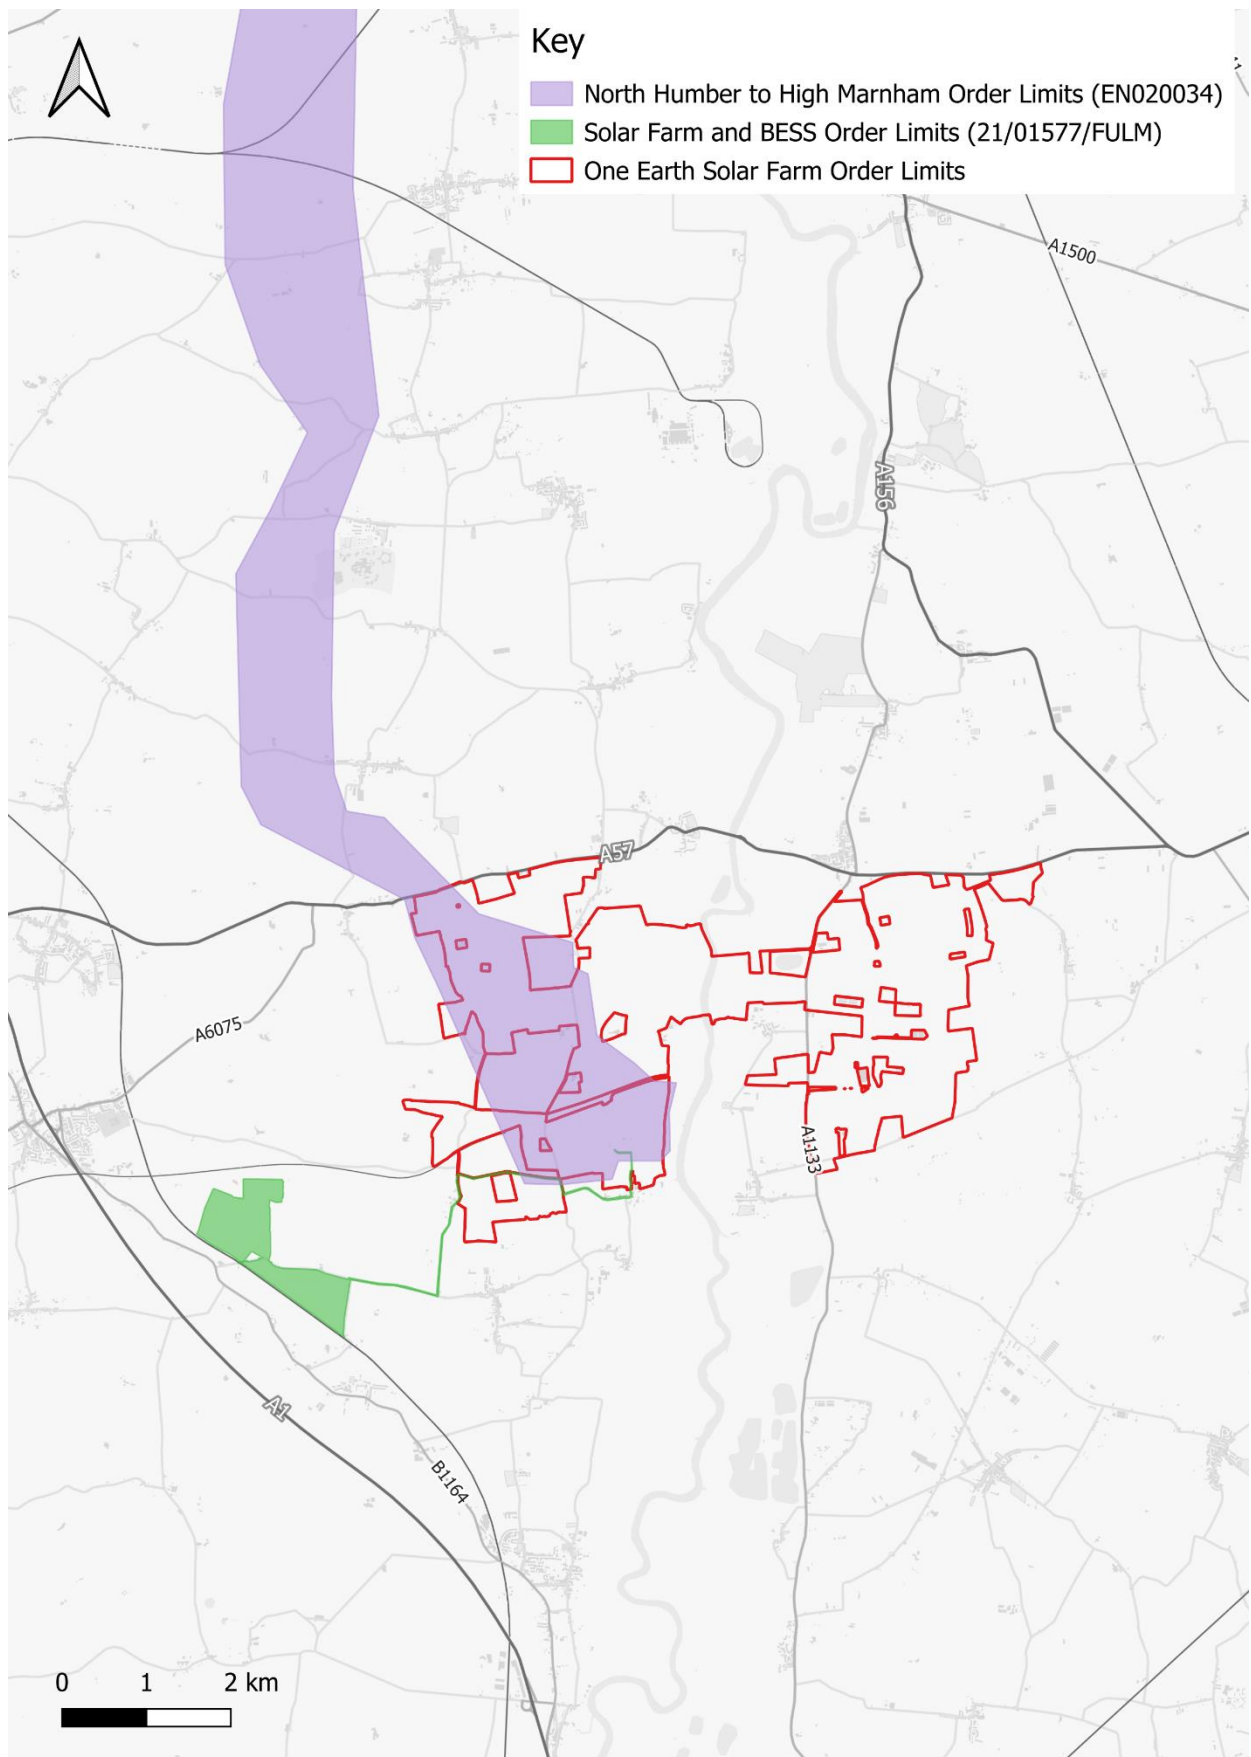 Key
North Humber to High Marnham Order Limits (EN020034)
Solar Farm and BESS Order Limits (21/01577/FULM)
One Earth Solar Farm Order Limits
A1500
A156
A57
A6075
A1133
A1
B1164
0 1 2 km